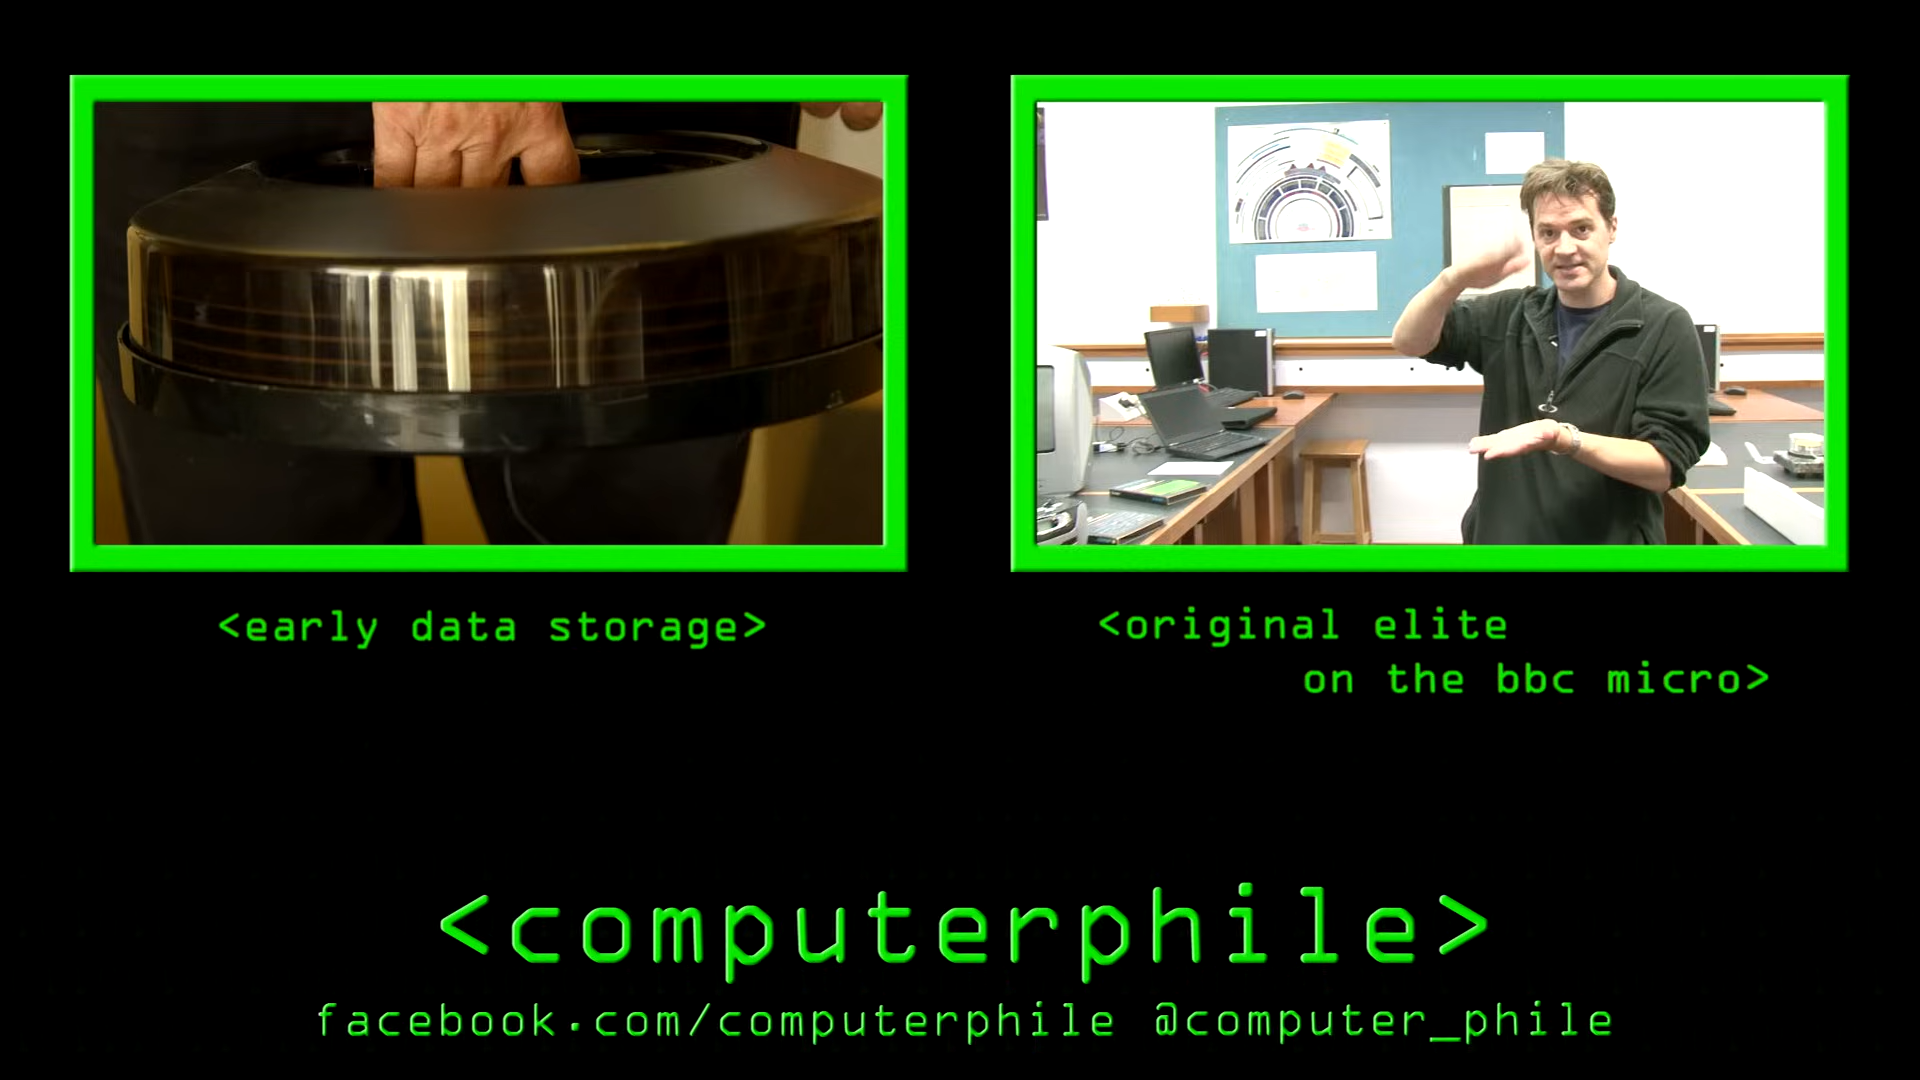 <early data storage>
<original elite
on the bbc micro>
<computerphile>
facebook.com/computerphile @computer_phile